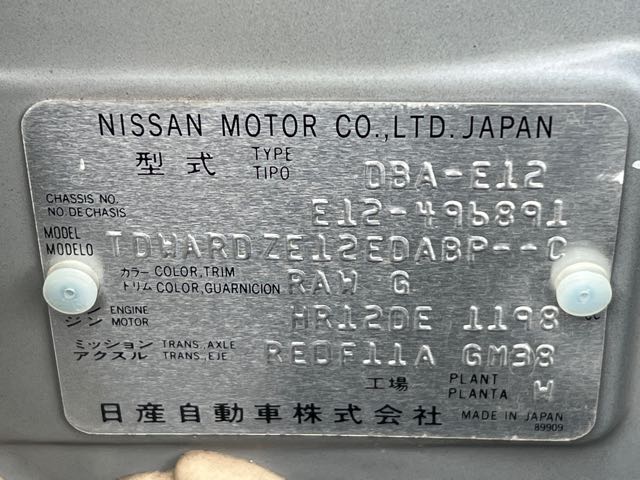 NISSAN MOTOR CO.,LTD. JAPAN
型式 TYPE TIPO DBA-E12
CHASSIS NO. NO.DE CHASIS E12-496891
MODEL MODELO TDWARDZE12EDABP--C
カラー COLOR,TRIM トリム COLOR,GUARNICION RAW G
ENGINE MOTOR HR12DE 1198 cc
ミッション TRANS.,AXLE アクスル TRANS.,EJE RE0F11A GM38
工場 PLANT PLANTA W
日産自動車株式会社 MADE IN JAPAN
89909